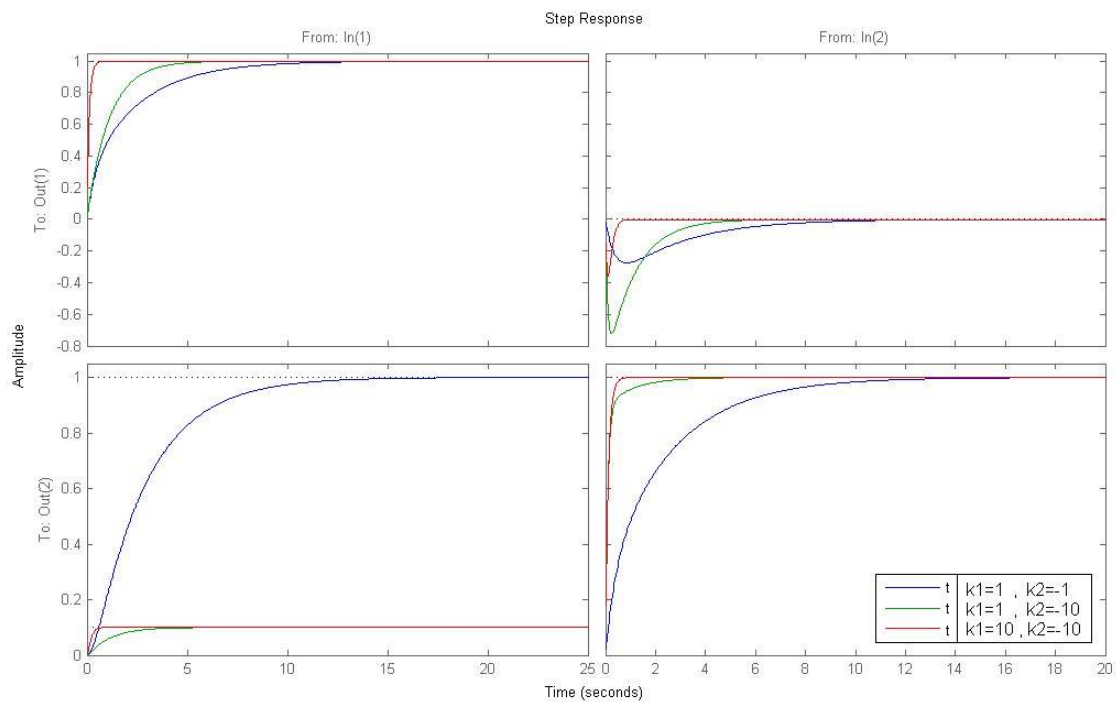 Step Response
From: In(1)
From: In(2)
To: Out(1)
1
0.8
0.6
0.4
0.2
0
-0.2
-0.4
-0.6
-0.8
Amplitude
To: Out(2)
1
0.8
0.6
0.4
0.2
0
0 5 10 15 20 25
0 2 4 6 8 10 12 14 16 18 20
t k1=1 , k2=-1
t k1=1 , k2=-10
t k1=10 , k2=-10
Time (seconds)